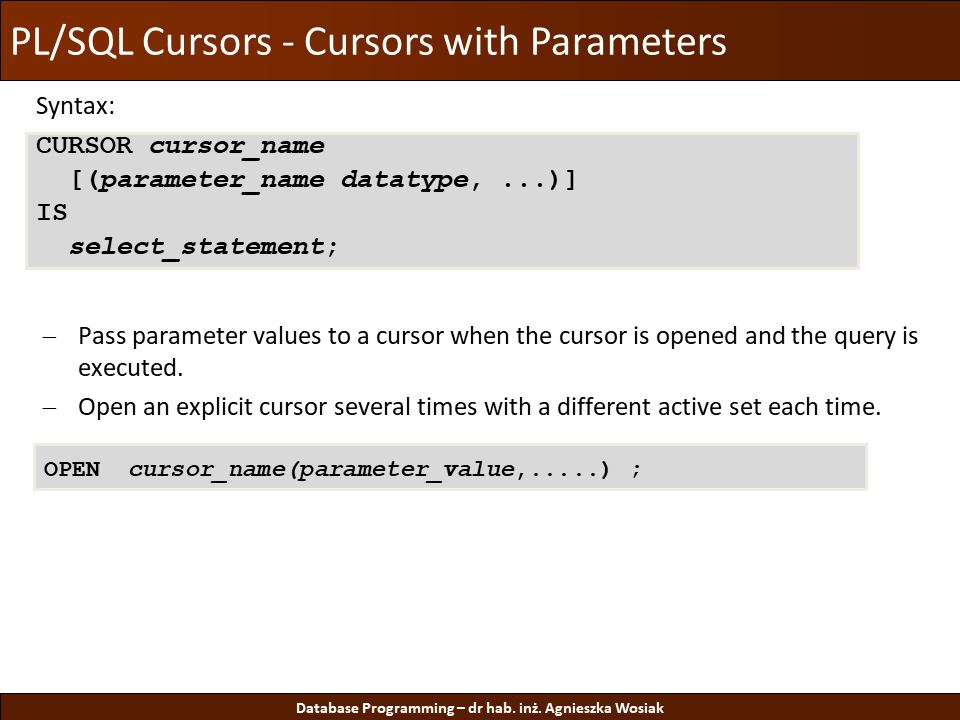 PL/SQL Cursors - Cursors with Parameters
Syntax:
CURSOR cursor_name
[(parameter_name datatype, ...)]
IS
select_statement;
– Pass parameter values to a cursor when the cursor is opened and the query is
executed.
– Open an explicit cursor several times with a different active set each time.
OPEN cursor_name(parameter_value,.....) ;
Database Programming – dr hab. inż. Agnieszka Wosiak